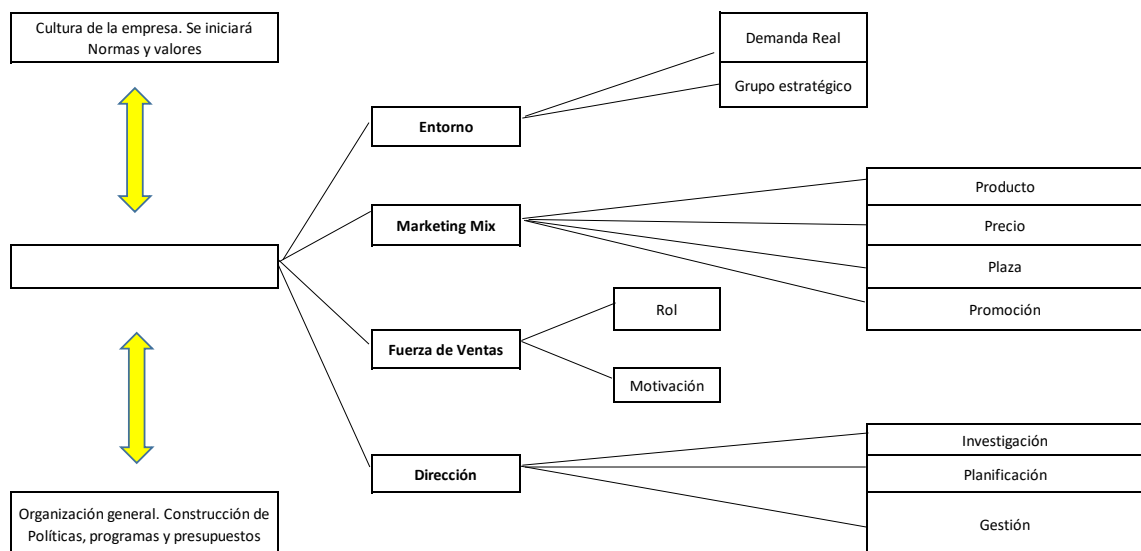 Cultura de la empresa. Se iniciará
Normas y valores
Demanda Real
Grupo estratégico
Entorno
Producto
Marketing Mix
Precio
Plaza
Promoción
Rol
Fuerza de Ventas
Motivación
Investigación
Dirección
Planificación
Organización general. Construcción de
Políticas, programas y presupuestos
Gestión